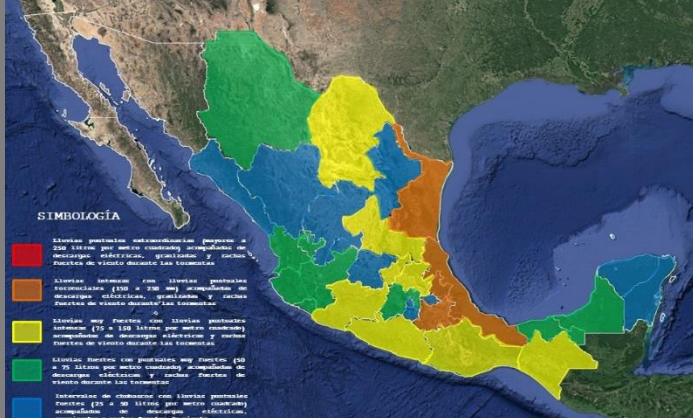 SIMBOLOGÍA
Lluvias puntuales extraordinarias (mayores a
250 litros por metro cuadrado) acompañadas de
descargas eléctricas, granizadas y rachas
fuertes de viento durante las tormentas
Lluvias intensas con lluvias puntuales
torrenciales (150 a 250 mm) acompañadas de
descargas eléctricas, granizadas y rachas
fuertes de viento durante las tormentas
Lluvias muy fuertes con lluvias puntuales
intensas (75 a 150 litros por metro cuadrado)
acompañadas de descargas eléctricas y rachas
fuertes de viento durante las tormentas
Lluvias fuertes con puntuales muy fuertes (50
a 75 litros por metro cuadrado) acompañadas de
descargas eléctricas y rachas fuertes de
viento durante las tormentas
Intervalos de chubascos con lluvias puntuales
fuertes (25 a 50 litros por metro cuadrado)
acompañados de descargas eléctricas,